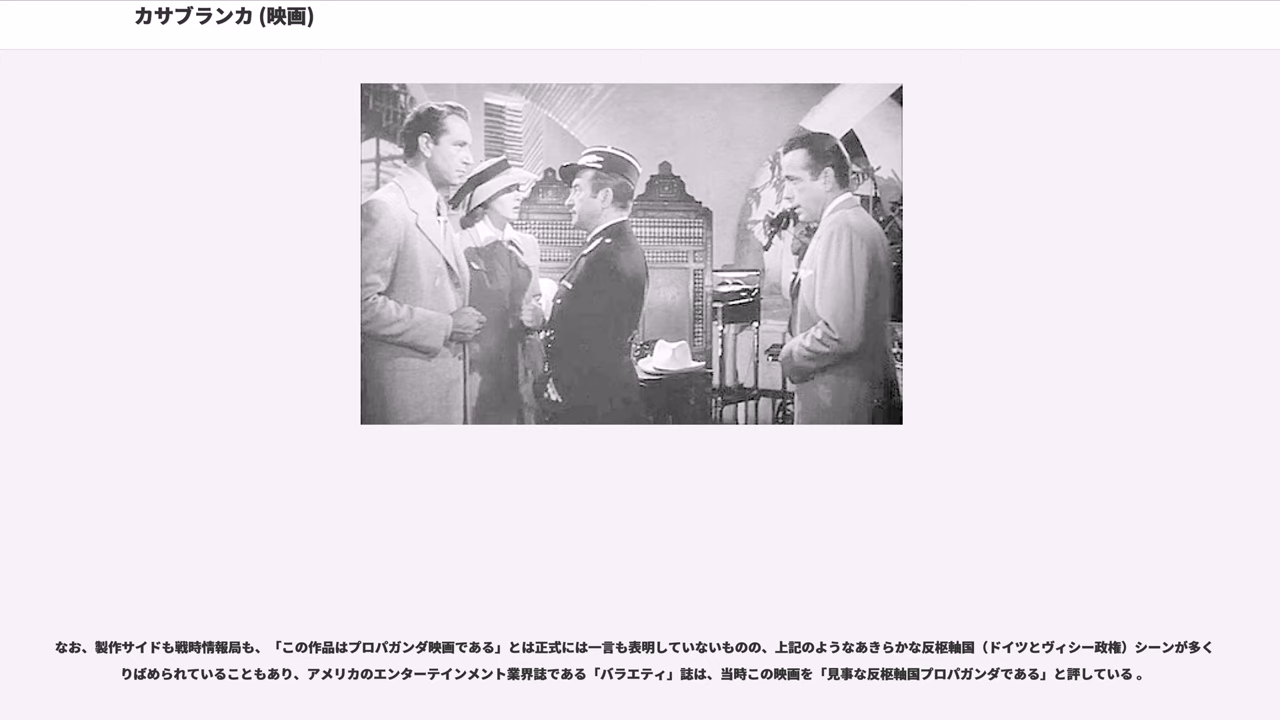 カサブランカ (映画)
なお、製作サイドも戦時情報局も、「この作品はプロパガンダ映画である」とは正式には一言も表明していないものの、上記のようなあきらかな反枢軸国（ドイツとヴィシー政権）シーンが多く
りばめられていることもあり、アメリカのエンターテインメント業界誌である「バラエティ」誌は、当時この映画を「見事な反枢軸国プロパガンダである」と評している 。